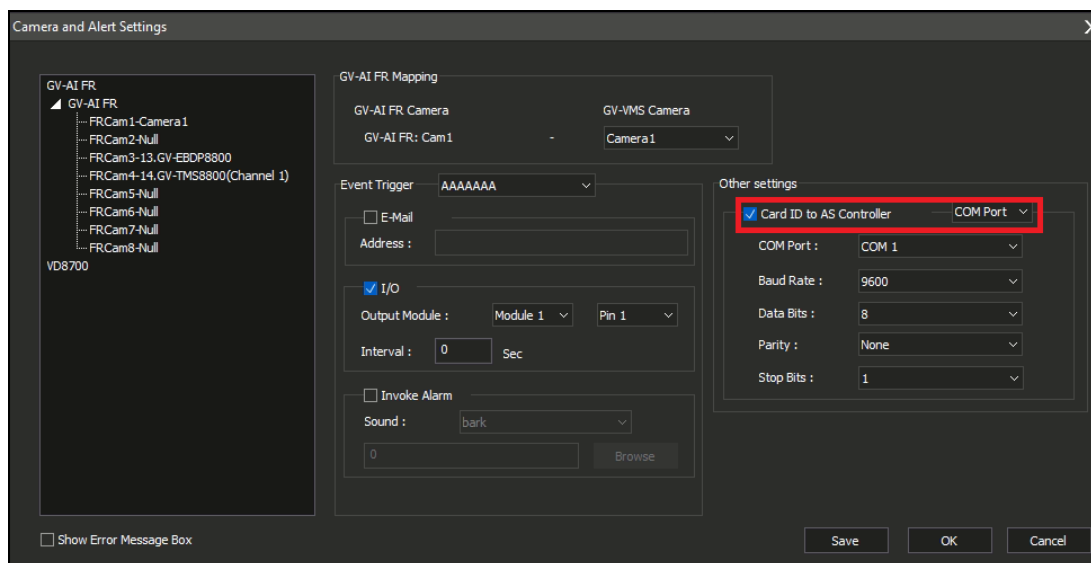 Camera and Alert Settings
GV-AI FR
GV-AI FR
FRCam1-Camera1
FRCam2-Null
FRCam3-13.GV-EBDP8800
FRCam4-14.GV-TMS8800(Channel 1)
FRCam5-Null
FRCam6-Null
FRCam7-Null
FRCam8-Null
VD8700
GV-AI FR Mapping
GV-AI FR Camera GV-VMS Camera
GV-AI FR: Cam1 - Camera1
Event Trigger AAAAAAA
E-Mail
Address :
I/O
Output Module : Module 1 Pin 1
Interval : 0 Sec
Invoke Alarm
Sound : bark
0 Browse
Other settings
Card ID to AS Controller COM Port
COM Port : COM 1
Baud Rate : 9600
Data Bits : 8
Parity : None
Stop Bits : 1
Show Error Message Box
Save OK Cancel